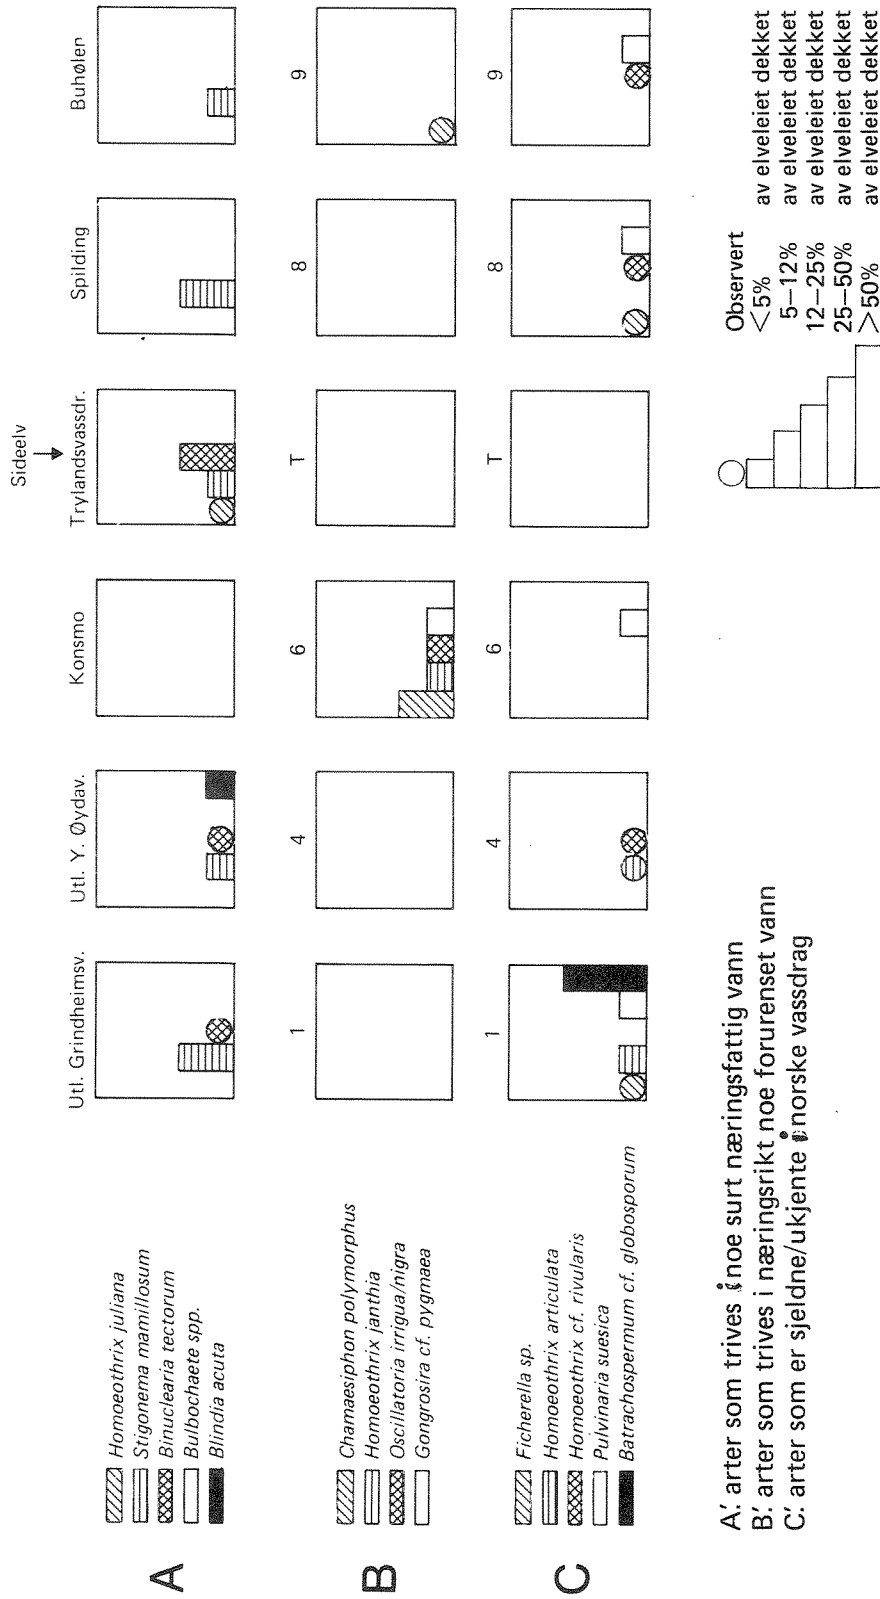 Sideelv
Utl. Grindheimsv.
Utl. Y. Øydav.
Konsmo
Trylandsvassdr.
Spilding
Buhølen
A
Homoeothrix juliana
Stigonema mamillosum
Binuclearia tectorum
Bulbochaete spp.
Blindia acuta
1
4
6
T
8
9
B
Chamaesiphon polymorphus
Homoeothrix janthia
Oscillatoria irrigua/nigra
Gongrosira cf. pygmaea
1
4
6
T
8
9
C
Ficherella sp.
Homoeothrix articulata
Homoeothrix cf. rivularis
Pulvinaria suesica
Batrachospermum cf. globosporum
A: arter som trives i noe surt næringsfattig vann
B: arter som trives i næringsrikt noe forurenset vann
C: arter som er sjeldne/ukjente i norske vassdrag
Observert
<5% av elveleiet dekket
5–12% av elveleiet dekket
12–25% av elveleiet dekket
25–50% av elveleiet dekket
>50% av elveleiet dekket